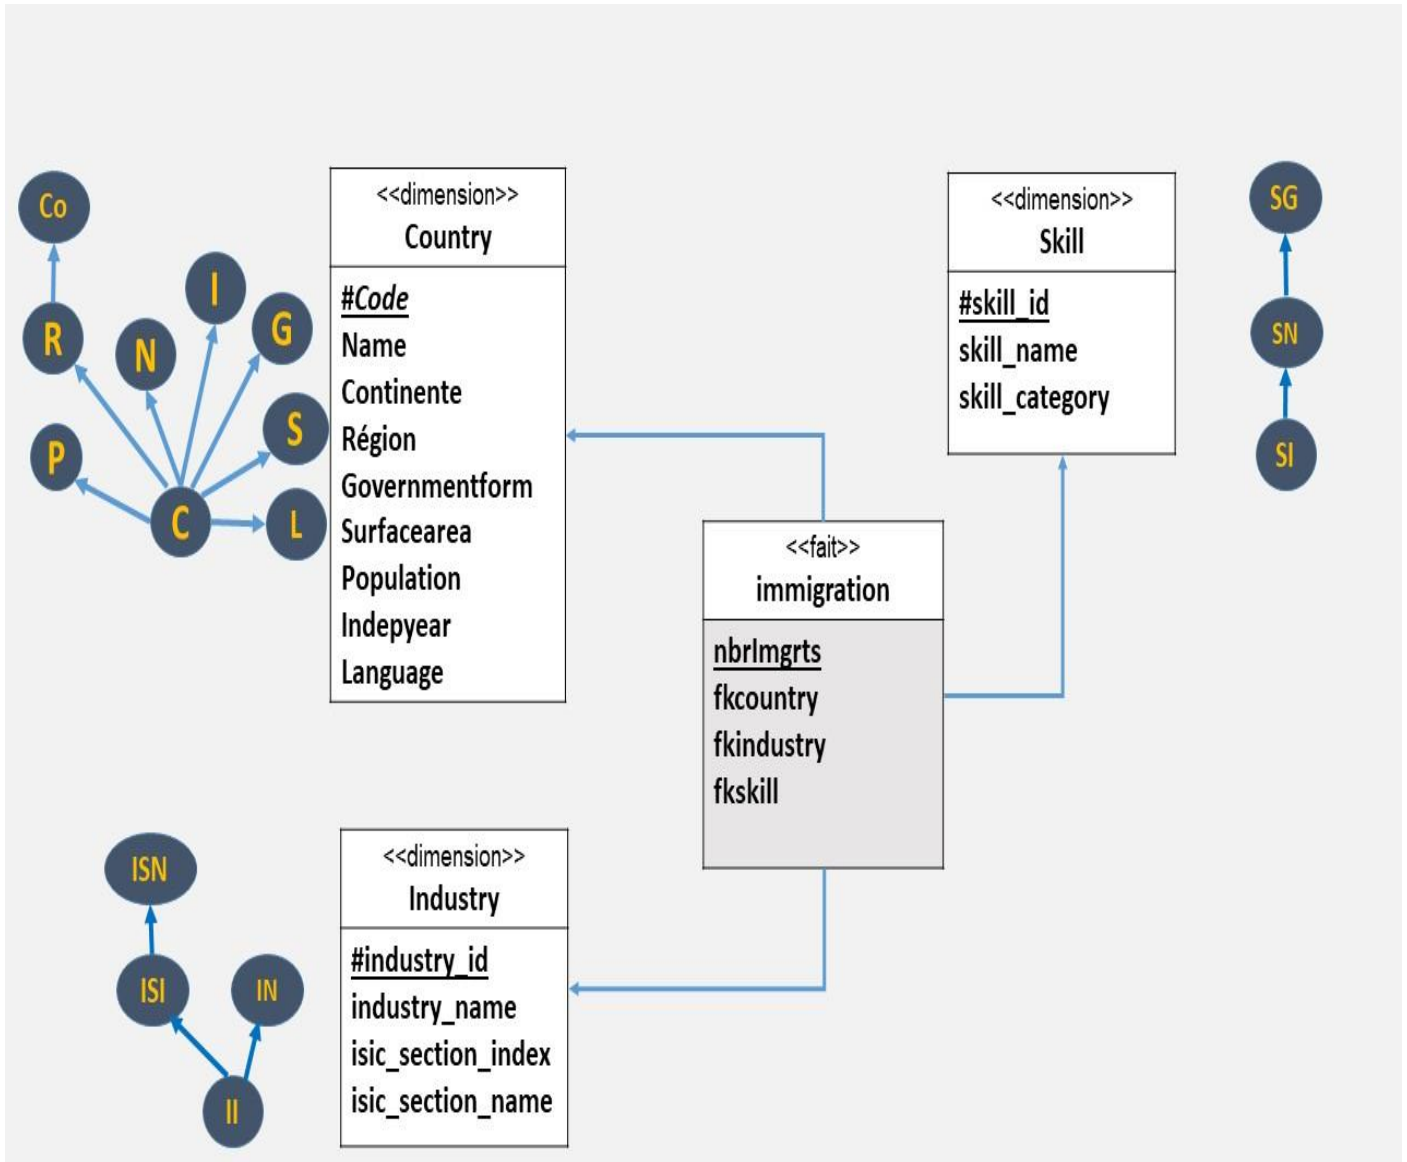 Co
R
N
I
G
P
S
C
L
<<dimension>>
Country
#Code
Name
Continente
Région
Governmentform
Surfacearea
Population
Indepyear
Language
<<dimension>>
Skill
#skill_id
skill_name
skill_category
SG
SN
SI
<<fait>>
immigration
nbrImgrts
fkcountry
fkindustry
fkskill
ISN
ISI
IN
II
<<dimension>>
Industry
#industry_id
industry_name
isic_section_index
isic_section_name